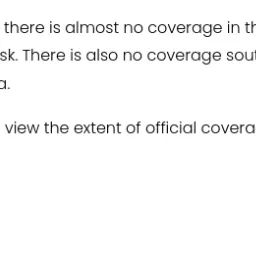 there is almost no coverage in th
sk. There is also no coverage sou
a.
view the extent of official covera